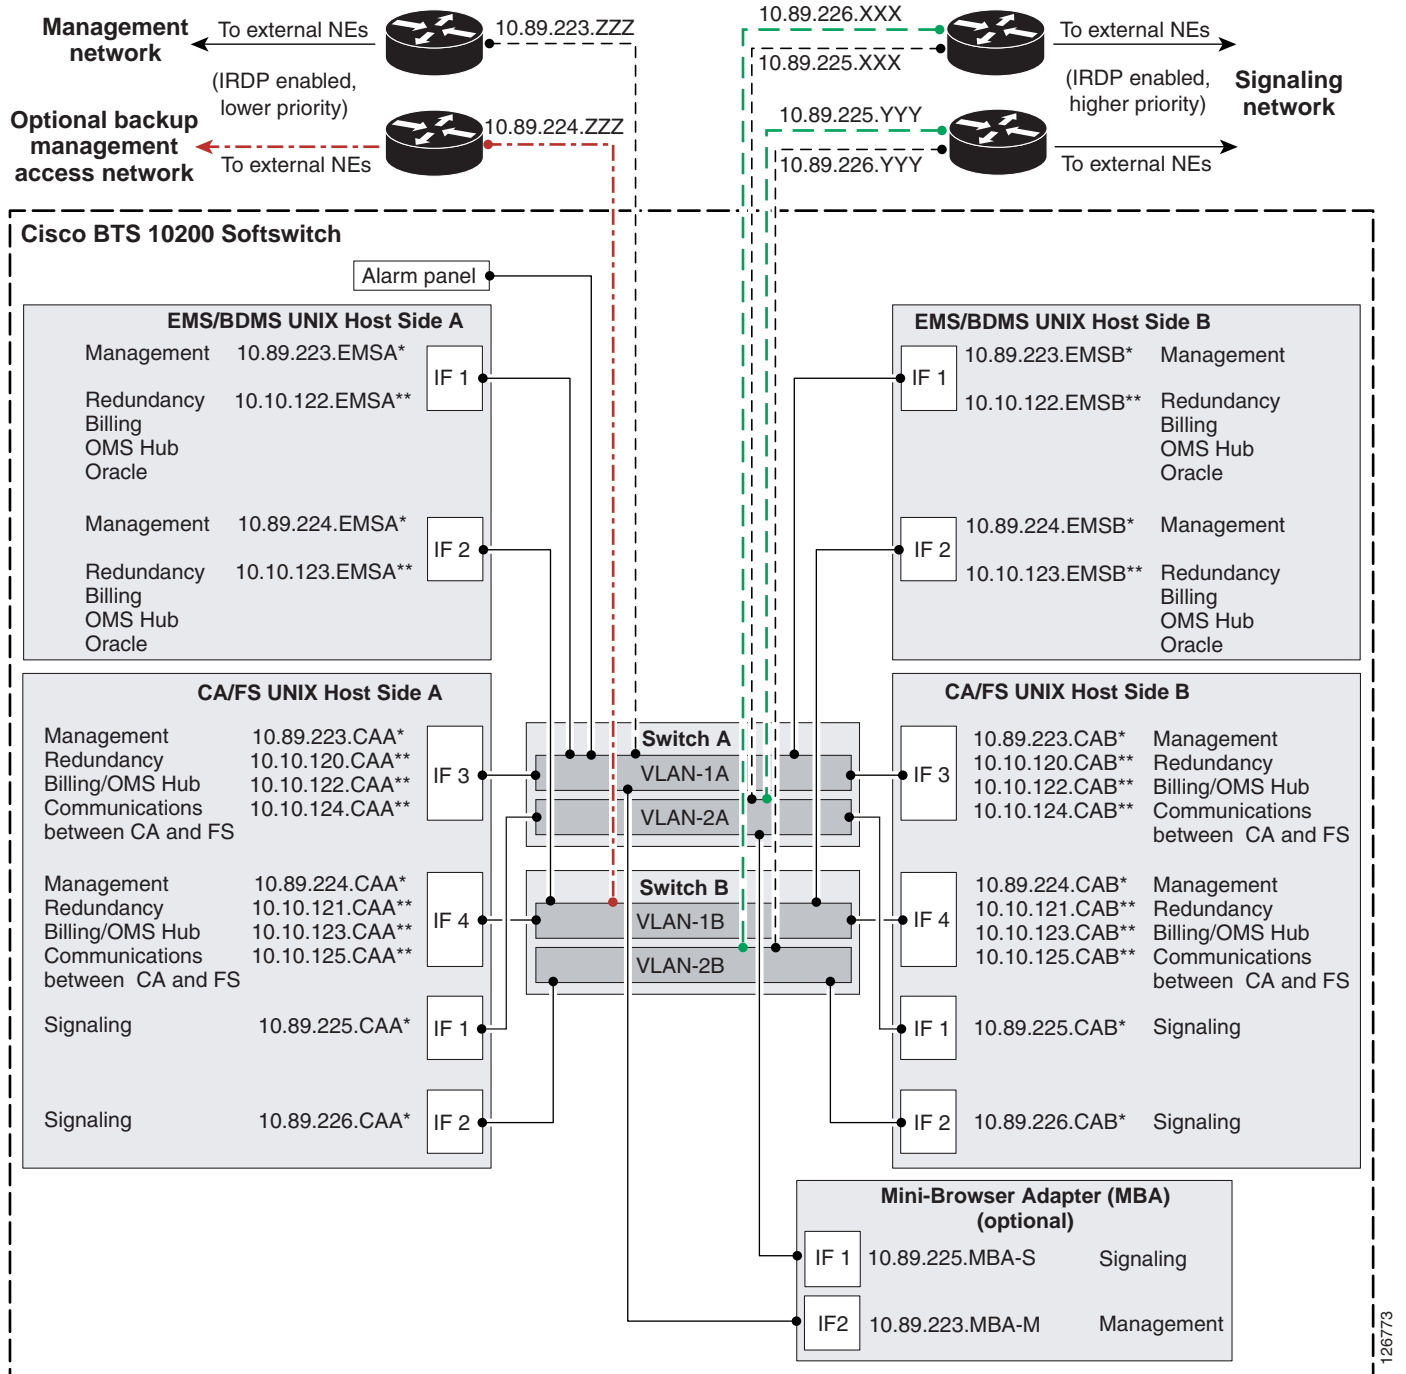 Management
network
To external NEs
10.89.223.ZZZ
(IRDP enabled,
lower priority)
Optional backup
management
access network
To external NEs
10.89.224.ZZZ
10.89.226.XXX
10.89.225.XXX
To external NEs
(IRDP enabled,
higher priority)
Signaling
network
10.89.225.YYY
10.89.226.YYY
To external NEs
Cisco BTS 10200 Softswitch
Alarm panel
EMS/BDMS UNIX Host Side A
Management 10.89.223.EMSA*
IF 1
Redundancy 10.10.122.EMSA**
Billing
OMS Hub
Oracle
Management 10.89.224.EMSA*
IF 2
Redundancy 10.10.123.EMSA**
Billing
OMS Hub
Oracle
EMS/BDMS UNIX Host Side B
10.89.223.EMSB* Management
IF 1
10.10.122.EMSB** Redundancy
Billing
OMS Hub
Oracle
10.89.224.EMSB* Management
IF 2
10.10.123.EMSB** Redundancy
Billing
OMS Hub
Oracle
CA/FS UNIX Host Side A
Management 10.89.223.CAA*
Redundancy 10.10.120.CAA**
Billing/OMS Hub 10.10.122.CAA**
Communications 10.10.124.CAA**
between CA and FS
IF 3
Management 10.89.224.CAA*
Redundancy 10.10.121.CAA**
Billing/OMS Hub 10.10.123.CAA**
Communications 10.10.125.CAA**
between CA and FS
IF 4
Signaling 10.89.225.CAA*
IF 1
Signaling 10.89.226.CAA*
IF 2
Switch A
VLAN-1A
VLAN-2A
Switch B
VLAN-1B
VLAN-2B
CA/FS UNIX Host Side B
IF 3
10.89.223.CAB* Management
10.10.120.CAB** Redundancy
10.10.122.CAB** Billing/OMS Hub
10.10.124.CAB** Communications
between CA and FS
IF 4
10.89.224.CAB* Management
10.10.121.CAB** Redundancy
10.10.123.CAB** Billing/OMS Hub
10.10.125.CAB** Communications
between CA and FS
IF 1
10.89.225.CAB* Signaling
IF 2
10.89.226.CAB* Signaling
Mini-Browser Adapter (MBA)
(optional)
IF 1 10.89.225.MBA-S Signaling
IF2 10.89.223.MBA-M Management
126773